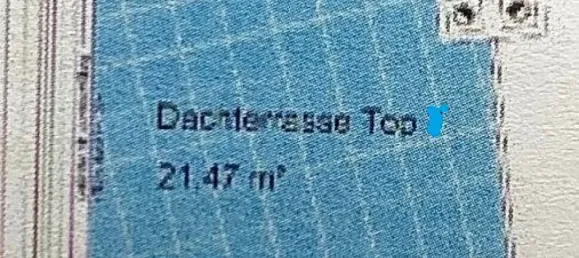 Dachterrasse Top
21.47 m²